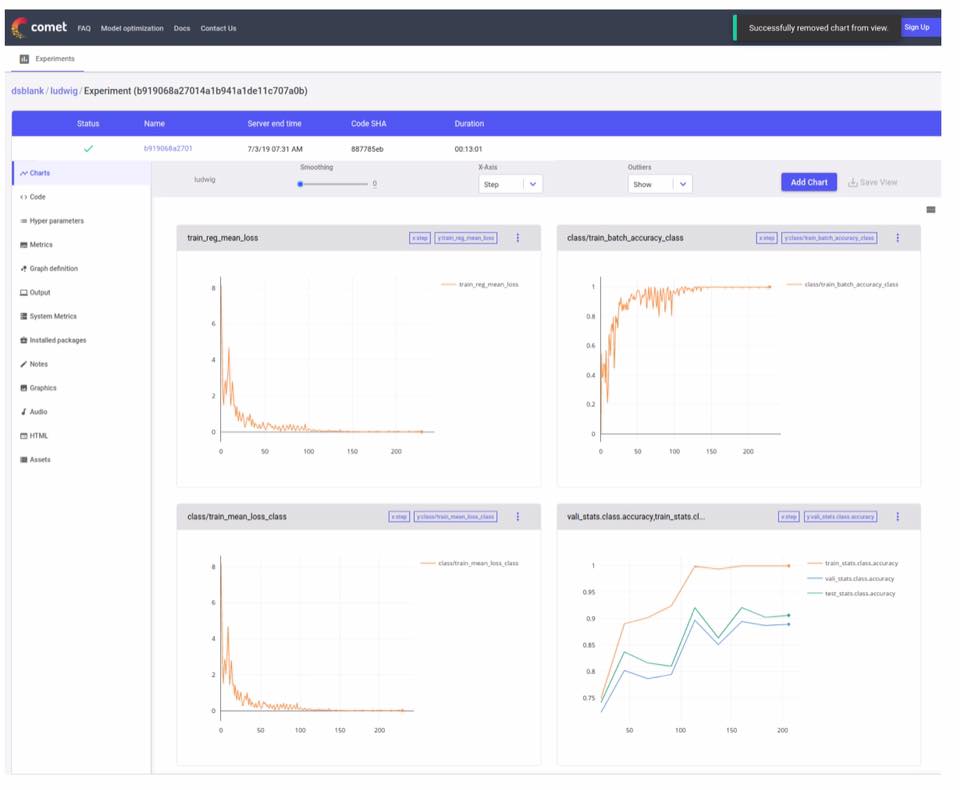 comet FAQ Model optimization Docs Contact Us Successfully removed chart from view. Sign Up
Experiments
dsblank / ludwig / Experiment (b919068a27014a1b941a1de11c707a0b)
Status Name Server end time Code SHA Duration
b919068a2701 7/3/19 07:31 AM 887785eb 00:13:01
Charts
Code
Hyper parameters
Metrics
Graph definition
Output
System Metrics
Installed packages
Notes
Graphics
Audio
HTML
Assets
ludwig
Smoothing
0
X-Axis
Step
Outliers
Show
Add Chart
Save View
train_reg_mean_loss x:step y:train_reg_mean_loss
train_reg_mean_loss
8
6
4
2
0
0 50 100 150 200
class/train_batch_accuracy_class x:step y:class/train_batch_accuracy_class
class/train_batch_accuracy_class
1
0.8
0.6
0.4
0.2
0
0 50 100 150 200
class/train_mean_loss_class x:step y:class/train_mean_loss_class
class/train_mean_loss_class
8
6
4
2
0
0 50 100 150 200
vali_stats.class.accuracy,train_stats.cl... x:step y:vali_stats.class.accuracy
train_stats.class.accuracy
vali_stats.class.accuracy
test_stats.class.accuracy
1
0.95
0.9
0.85
0.8
0.75
50 100 150 200